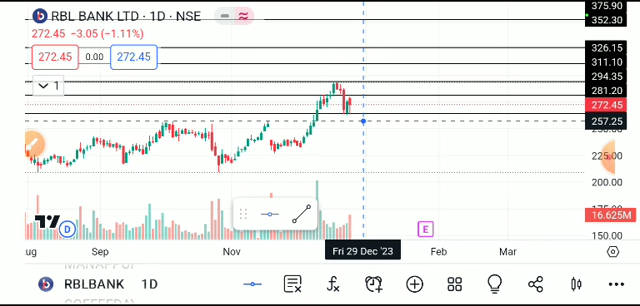 RBL BANK LTD · 1D · NSE
272.45 −3.05 (−1.11%)
272.45 0.00 272.45
1
375.90
352.30
326.15
311.10
294.35
281.20
272.45
257.25
225.00
200.00
16.625M
150.00
D
E
Sep Nov Fri 29 Dec '23 Feb Mar
RBLBANK 1D